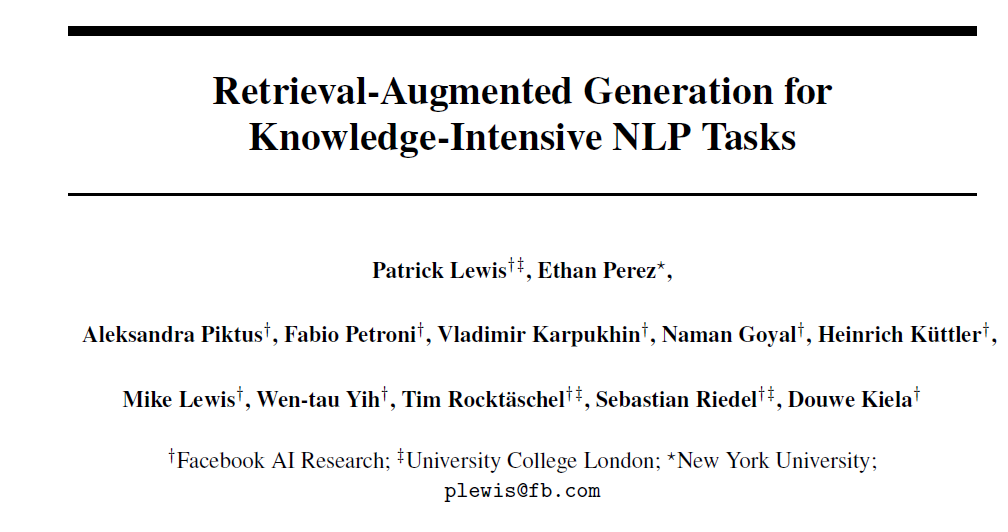 Retrieval-Augmented Generation for
Knowledge-Intensive NLP Tasks
Patrick Lewis†‡, Ethan Perez⋆,
Aleksandra Piktus†, Fabio Petroni†, Vladimir Karpukhin†, Naman Goyal†, Heinrich Küttler†,
Mike Lewis†, Wen-tau Yih†, Tim Rocktäschel†‡, Sebastian Riedel†‡, Douwe Kiela†
†Facebook AI Research; ‡University College London; ⋆New York University;
plewis@fb.com